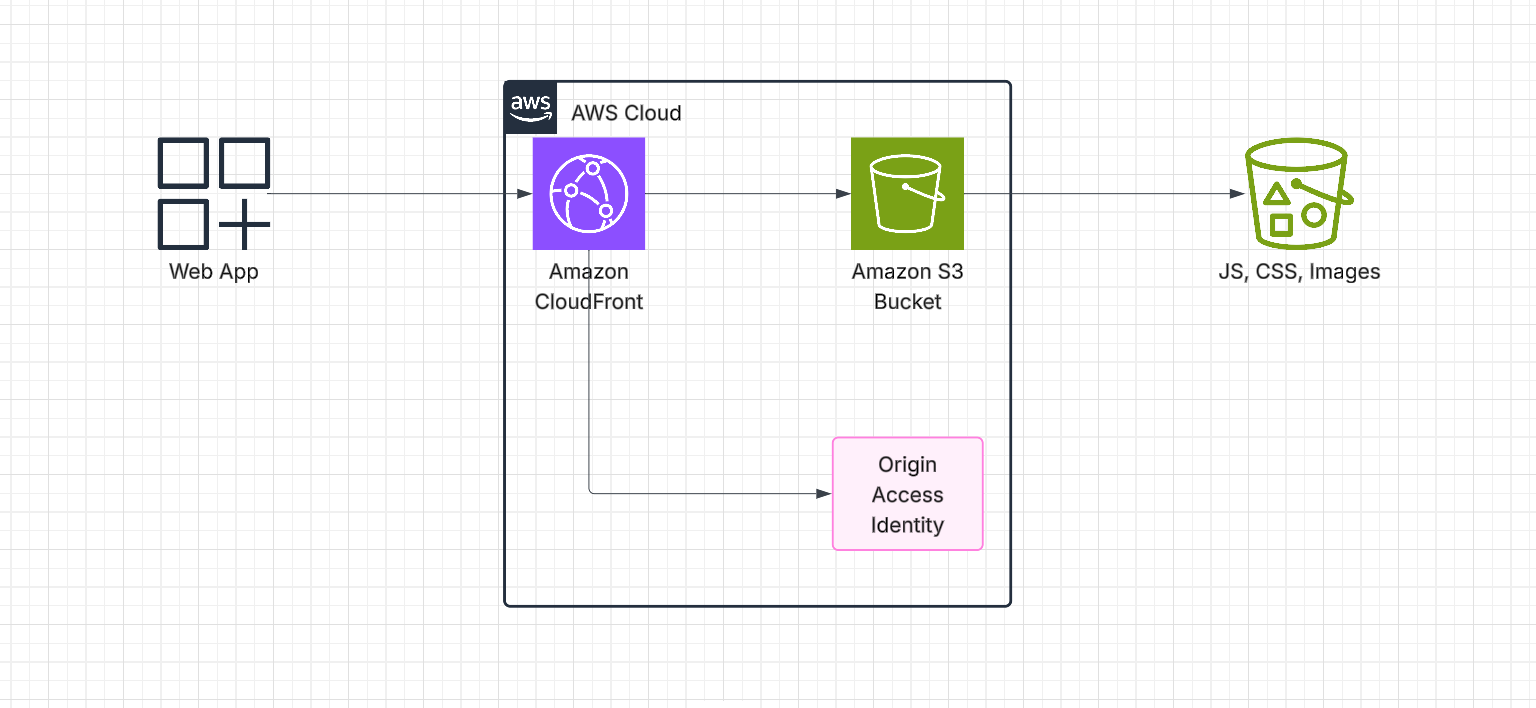 aws
AWS Cloud
Web App
Amazon
CloudFront
Amazon S3
Bucket
JS, CSS, Images
Origin
Access
Identity